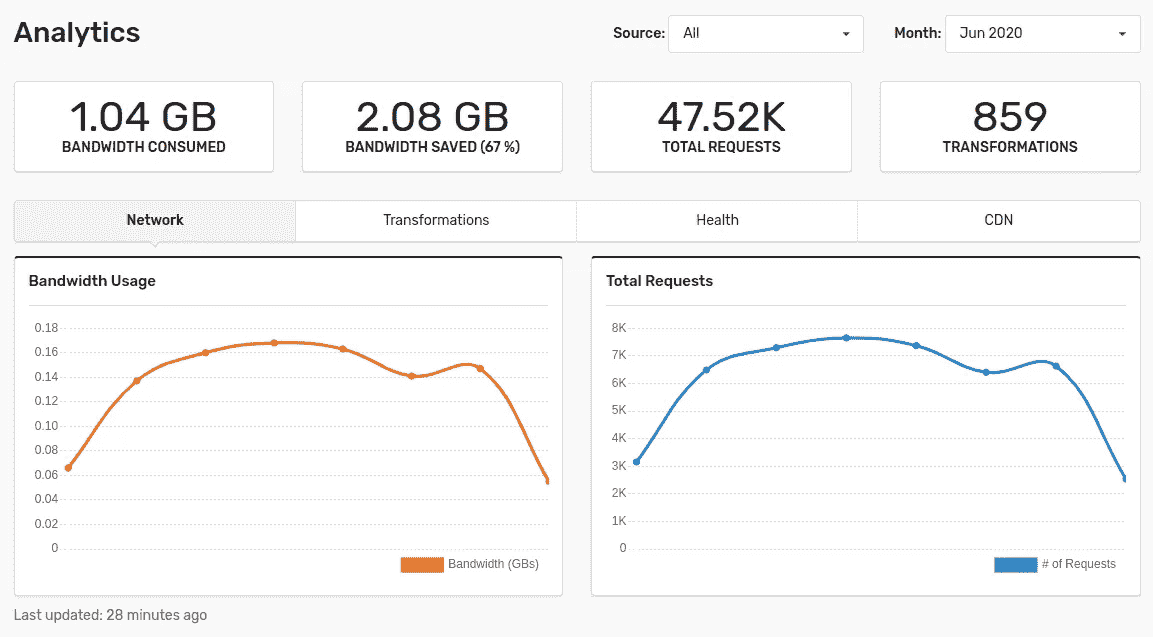 Analytics
Source: All
Month: Jun 2020
1.04 GB
BANDWIDTH CONSUMED
2.08 GB
BANDWIDTH SAVED (67 %)
47.52K
TOTAL REQUESTS
859
TRANSFORMATIONS
Network
Transformations
Health
CDN
Bandwidth Usage
0.18
0.16
0.14
0.12
0.10
0.08
0.06
0.04
0.02
0
Bandwidth (GBs)
Total Requests
8K
7K
6K
5K
4K
3K
2K
1K
0
# of Requests
Last updated: 28 minutes ago